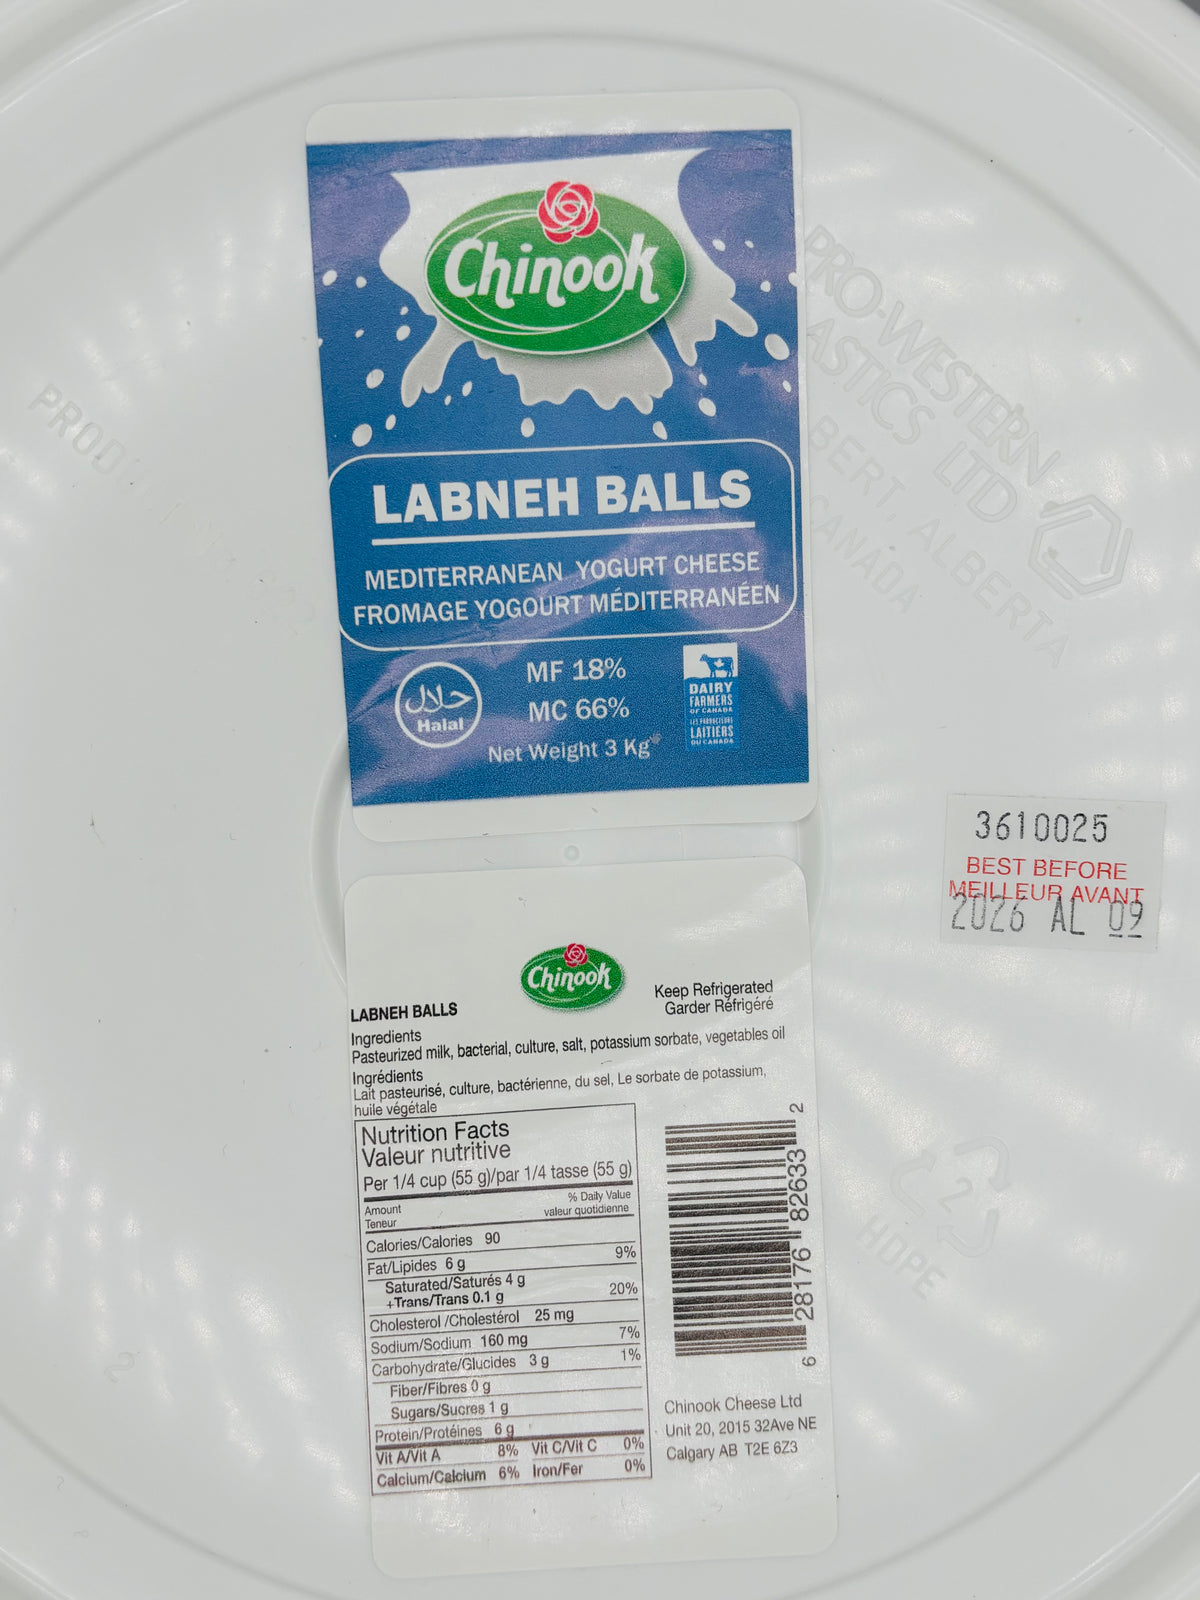 Chinook
LABNEH BALLS
MEDITERRANEAN YOGURT CHEESE
FROMAGE YOGOURT MÉDITERRANÉEN
حلال
Halal
MF 18%
MC 66%
Net Weight 3 Kg
DAIRY
FARMERS
OF CANADA
LES PRODUCTEURS
LAITIERS
DU CANADA
PRO-WESTERN
PLASTICS LTD
ALBERTA
CANADA
3610025
BEST BEFORE
MEILLEUR AVANT
2026 AL 09
Chinook
LABNEH BALLS
Keep Refrigerated
Garder Réfrigéré
Ingredients
Pasteurized milk, bacterial, culture, salt, potassium sorbate, vegetables oil
Ingrédients
Lait pasteurisé, culture, bactérienne, du sel, Le sorbate de potassium,
huile végétale
Nutrition Facts
Valeur nutritive
Per 1/4 cup (55 g)/par 1/4 tasse (55 g)
Amount
Teneur
% Daily Value
valeur quotidienne
Calories/Calories 90
Fat/Lipides 6 g 9%
Saturated/Saturés 4 g
+Trans/Trans 0.1 g 20%
Cholesterol /Cholestérol 25 mg
Sodium/Sodium 160 mg 7%
Carbohydrate/Glucides 3 g 1%
Fiber/Fibres 0 g
Sugars/Sucres 1 g
Protein/Protéines 6 g
Vit A/Vit A 8% Vit C/Vit C 0%
Calcium/Calcium 6% Iron/Fer 0%
6 28176 82633 2
Chinook Cheese Ltd
Unit 20, 2015 32Ave NE
Calgary AB T2E 6Z3
2
HDPE
2